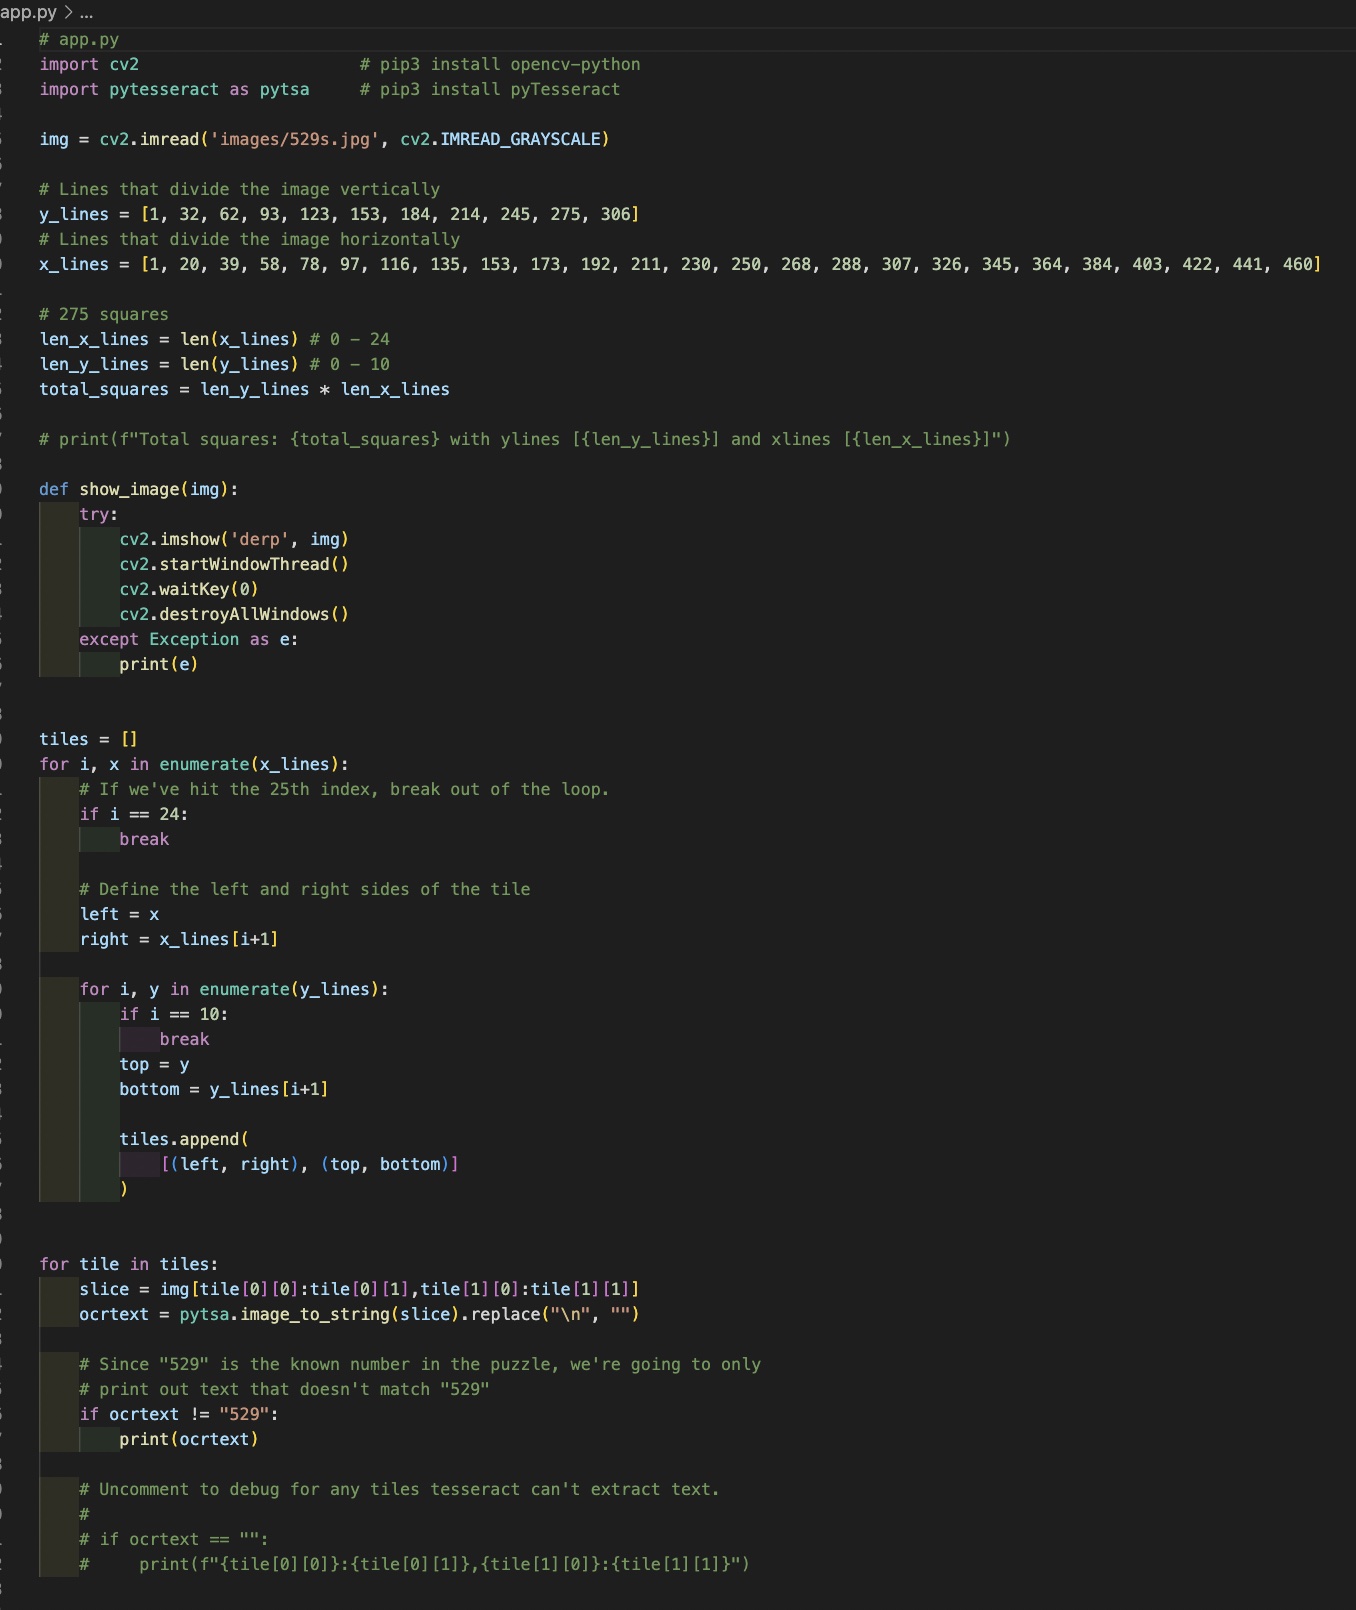 app.py > ...
# app.py
import cv2                      # pip3 install opencv-python
import pytesseract as pytsa     # pip3 install pyTesseract
img = cv2.imread('images/529s.jpg', cv2.IMREAD_GRAYSCALE)
# Lines that divide the image vertically
y_lines = [1, 32, 62, 93, 123, 153, 184, 214, 245, 275, 306]
# Lines that divide the image horizontally
x_lines = [1, 20, 39, 58, 78, 97, 116, 135, 153, 173, 192, 211, 230, 250, 268, 288, 307, 326, 345, 364, 384, 403, 422, 441, 460]
# 275 squares
len_x_lines = len(x_lines) # 0 - 24
len_y_lines = len(y_lines) # 0 - 10
total_squares = len_y_lines * len_x_lines
# print(f"Total squares: {total_squares} with ylines [{len_y_lines}] and xlines [{len_x_lines}]")
def show_image(img):
    try:
        cv2.imshow('derp', img)
        cv2.startWindowThread()
        cv2.waitKey(0)
        cv2.destroyAllWindows()
    except Exception as e:
        print(e)
tiles = []
for i, x in enumerate(x_lines):
    # If we've hit the 25th index, break out of the loop.
    if i == 24:
        break
    # Define the left and right sides of the tile
    left = x
    right = x_lines[i+1]
    for i, y in enumerate(y_lines):
        if i == 10:
            break
        top = y
        bottom = y_lines[i+1]
        tiles.append(
            [(left, right), (top, bottom)]
        )
for tile in tiles:
    slice = img[tile[0][0]:tile[0][1],tile[1][0]:tile[1][1]]
    ocrtext = pytsa.image_to_string(slice).replace("\n", "")
    # Since "529" is the known number in the puzzle, we're going to only
    # print out text that doesn't match "529"
    if ocrtext != "529":
        print(ocrtext)
    # Uncomment to debug for any tiles tesseract can't extract text.
    #
    # if ocrtext == "":
    #     print(f"{tile[0][0]}:{tile[0][1]},{tile[1][0]}:{tile[1][1]}")